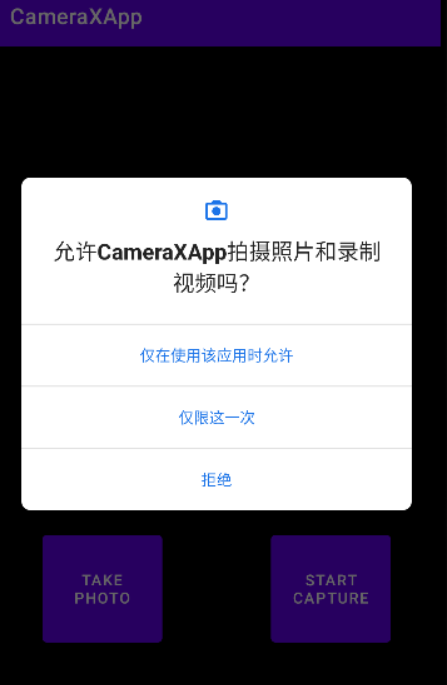 CameraXApp
允许CameraXApp拍摄照片和录制
视频吗?
仅在使用该应用时允许
仅限这一次
拒绝
TAKE
PHOTO
START
CAPTURE